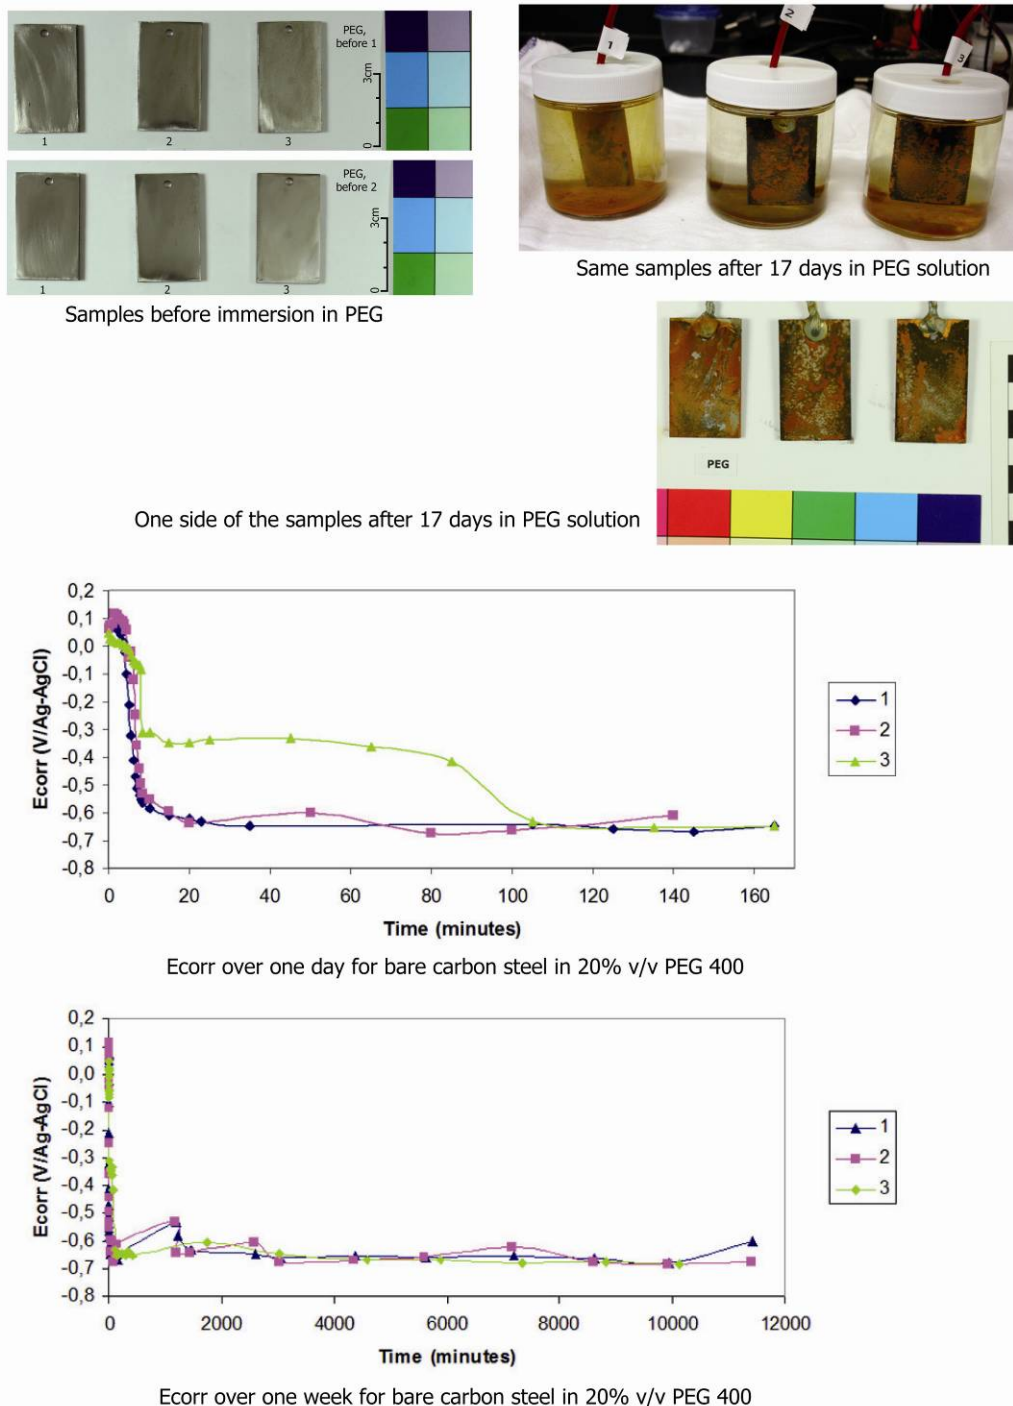 PEG,
before 1
3cm
0
1 2 3
PEG,
before 2
3cm
0
1 2 3
Samples before immersion in PEG
1 2 3
Same samples after 17 days in PEG solution
PEG
One side of the samples after 17 days in PEG solution
0,2
0,1
0,0
-0,1
-0,2
-0,3
-0,4
-0,5
-0,6
-0,7
-0,8
Ecorr (V/Ag-AgCl)
0 20 40 60 80 100 120 140 160
Time (minutes)
1
2
3
Ecorr over one day for bare carbon steel in 20% v/v PEG 400
0,2
0,1
0,0
-0,1
-0,2
-0,3
-0,4
-0,5
-0,6
-0,7
-0,8
Ecorr (V/Ag-AgCl)
0 2000 4000 6000 8000 10000 12000
Time (minutes)
1
2
3
Ecorr over one week for bare carbon steel in 20% v/v PEG 400